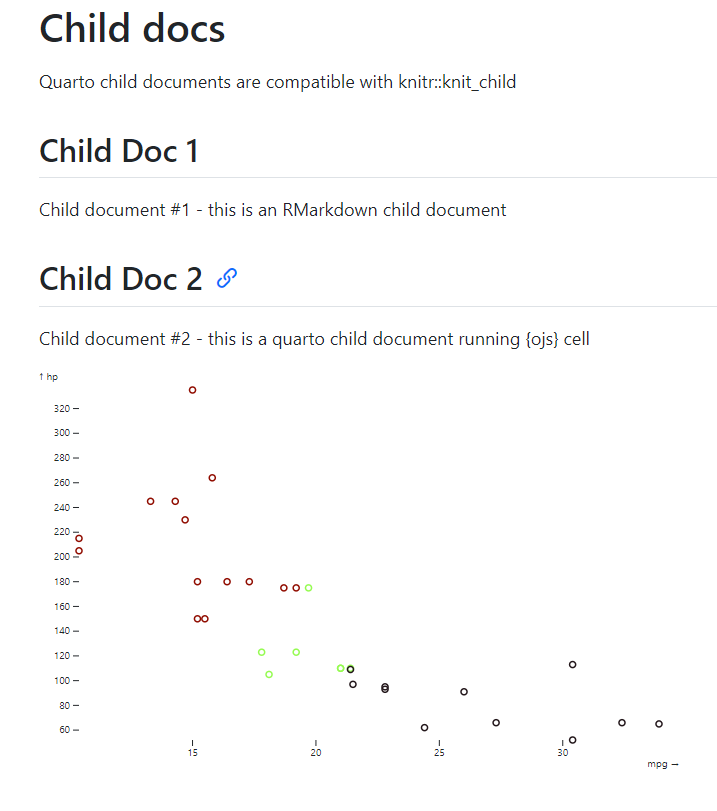 Child docs
Quarto child documents are compatible with knitr::knit_child
Child Doc 1
Child document #1 - this is an RMarkdown child document
Child Doc 2
Child document #2 - this is a quarto child document running {ojs} cell
↑ hp
320
300
280
260
240
220
200
180
160
140
120
100
80
60
15 20 25 30
mpg →